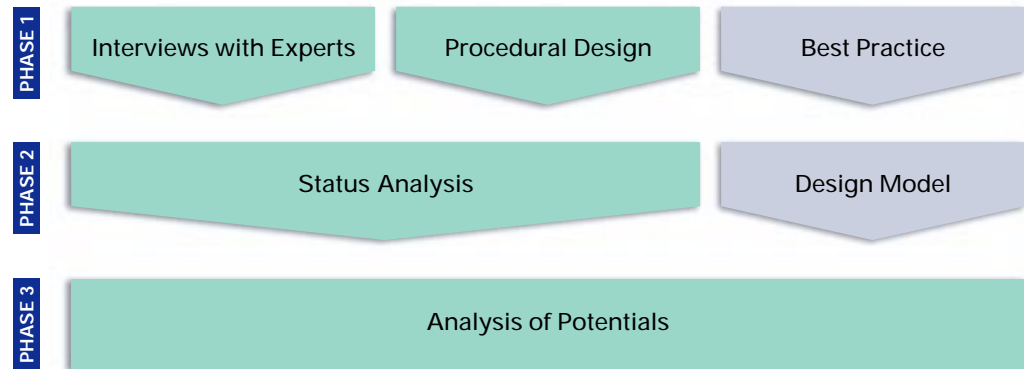 PHASE 1
Interviews with Experts
Procedural Design
Best Practice
PHASE 2
Status Analysis
Design Model
PHASE 3
Analysis of Potentials